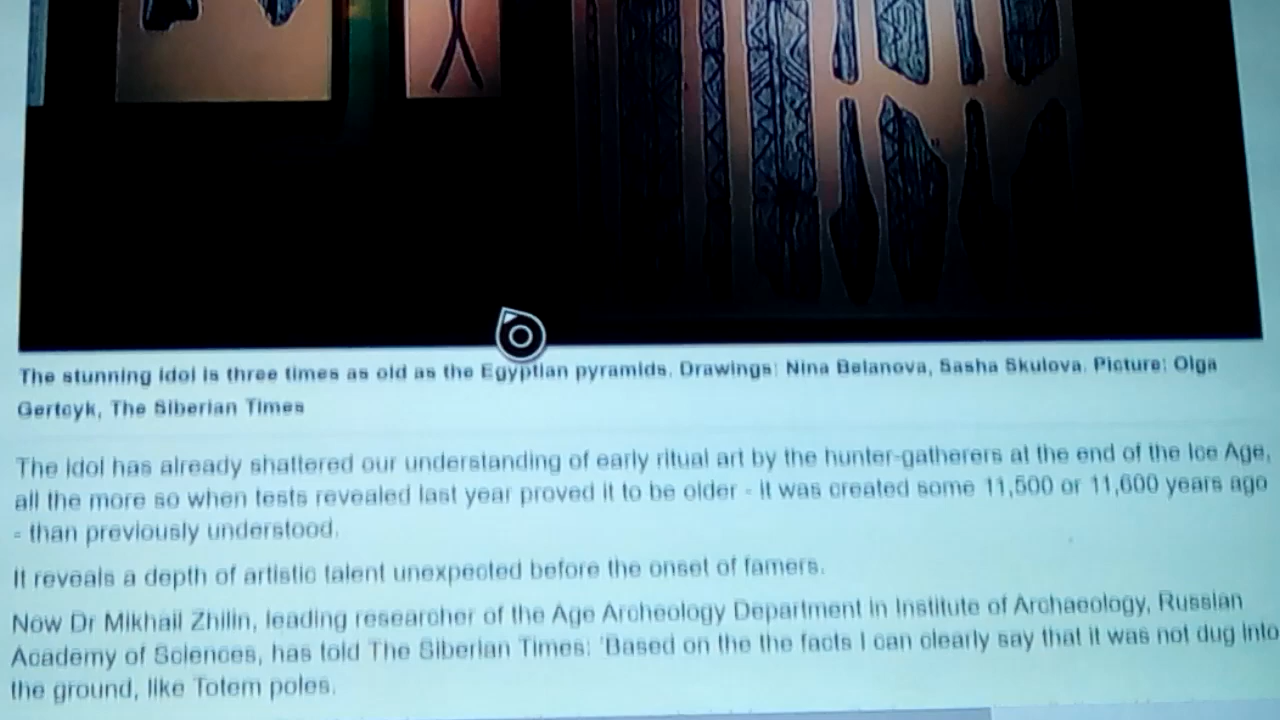 The stunning idol is three times as old as the Egyptian pyramids. Drawings: Nina Belanova, Sasha Skulova. Picture: Olga
Gertcyk, The Siberian Times
The idol has already shattered our understanding of early ritual art by the hunter-gatherers at the end of the Ice Age,
all the more so when tests revealed last year proved it to be older - it was created some 11,500 or 11,600 years ago
- than previously understood.
It reveals a depth of artistic talent unexpected before the onset of famers.
Now Dr Mikhail Zhilin, leading researcher of the Age Archeology Department in Institute of Archaeology, Russian
Academy of Sciences, has told The Siberian Times: 'Based on the the facts I can clearly say that it was not dug into
the ground, like Totem poles.